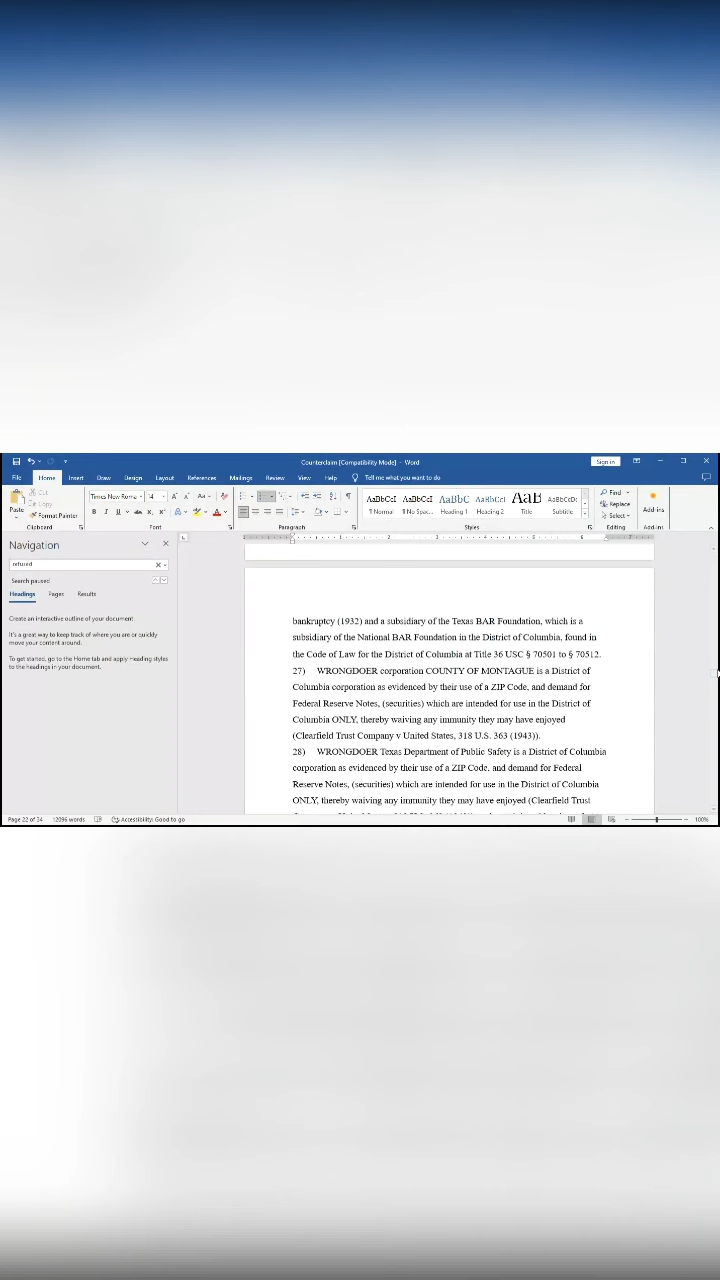 Counterclaim [Compatibility Mode] - Word
Sign in
File Home Insert Draw Design Layout References Mailings Review View Help Tell me what you want to do
Paste
Cut
Copy
Format Painter
Clipboard
Times New Roma 14
Aa
B I U
Font
Paragraph
AaBbCcI AaBbCcI AaBbC AaBbCcI AaB AaBbCcD
¶ Normal ¶ No Spac... Heading 1 Heading 2 Title Subtitle
Styles
Find
Replace
Select
Editing
Add-ins
Add-ins
Navigation
refused
Search paused
Headings Pages Results
Create an interactive outline of your document
It's a great way to keep track of where you are or quickly
move your content around.
To get started, go to the Home tab and apply Heading styles
to the headings in your document.
bankruptcy (1932) and a subsidiary of the Texas BAR Foundation, which is a
subsidiary of the National BAR Foundation in the District of Columbia, found in
the Code of Law for the District of Columbia at Title 36 USC § 70501 to § 70512.
27) WRONGDOER corporation COUNTY OF MONTAGUE is a District of
Columbia corporation as evidenced by their use of a ZIP Code, and demand for
Federal Reserve Notes, (securities) which are intended for use in the District of
Columbia ONLY, thereby waiving any immunity they may have enjoyed
(Clearfield Trust Company v United States, 318 U.S. 363 (1943)).
28) WRONGDOER Texas Department of Public Safety is a District of Columbia
corporation as evidenced by their use of a ZIP Code, and demand for Federal
Reserve Notes, (securities) which are intended for use in the District of Columbia
ONLY, thereby waiving any immunity they may have enjoyed (Clearfield Trust
Page 22 of 34 12096 words Accessibility: Good to go 100%